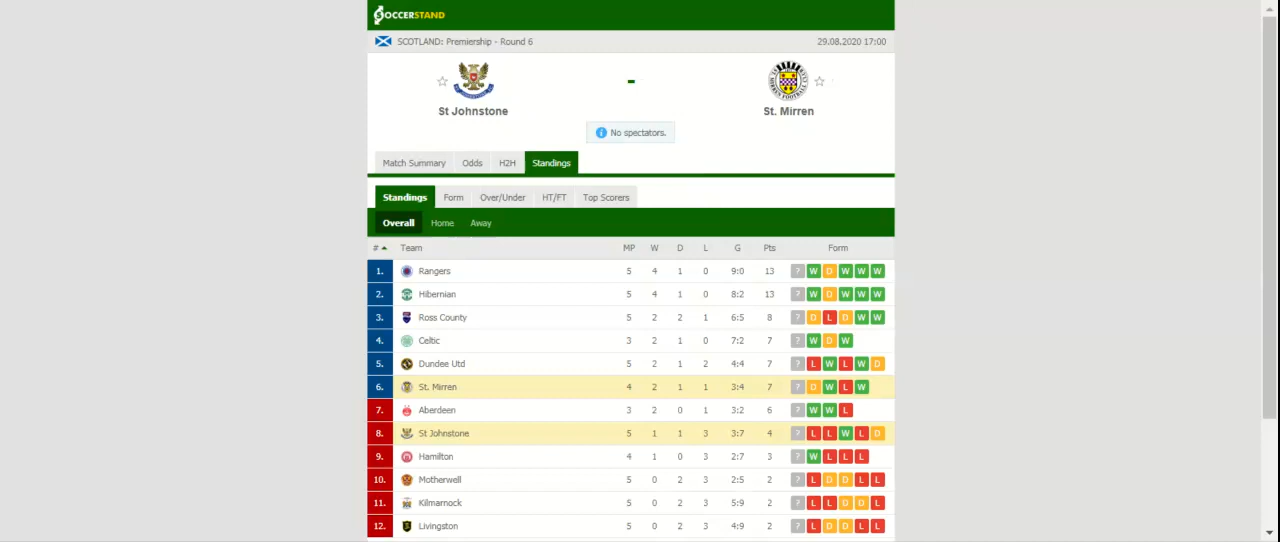 SOCCERSTAND
SCOTLAND: Premiership - Round 6 29.08.2020 17:00
-
St Johnstone St. Mirren
No spectators.
Match Summary Odds H2H Standings
Standings Form Over/Under HT/FT Top Scorers
Overall Home Away
# Team MP W D L G Pts Form
1. Rangers 5 4 1 0 9:0 13 ? W D W W W
2. Hibernian 5 4 1 0 8:2 13 ? W D W W W
3. Ross County 5 2 2 1 6:5 8 ? D L D W W
4. Celtic 3 2 1 0 7:2 7 ? W D W
5. Dundee Utd 5 2 1 2 4:4 7 ? L W L W D
6. St. Mirren 4 2 1 1 3:4 7 ? D W L W
7. Aberdeen 3 2 0 1 3:2 6 ? W W L
8. St Johnstone 5 1 1 3 3:7 4 ? L L W L D
9. Hamilton 4 1 0 3 2:7 3 ? W L L L
10. Motherwell 5 0 2 3 2:5 2 ? L D D L L
11. Kilmarnock 5 0 2 3 5:9 2 ? L L D D L
12. Livingston 5 0 2 3 4:9 2 ? L D D L L